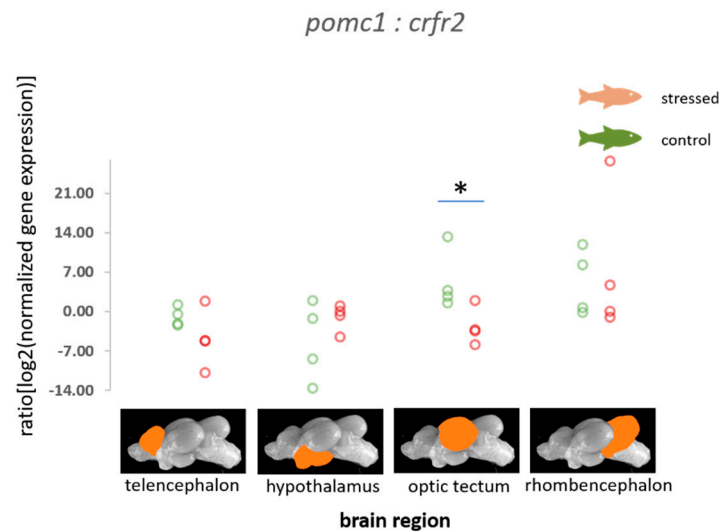 pomc1 : crfr2
stressed
control
ratio[log2(normalized gene expression)]
21.00
14.00
7.00
0.00
-7.00
-14.00
*
telencephalon
hypothalamus
optic tectum
rhombencephalon
brain region